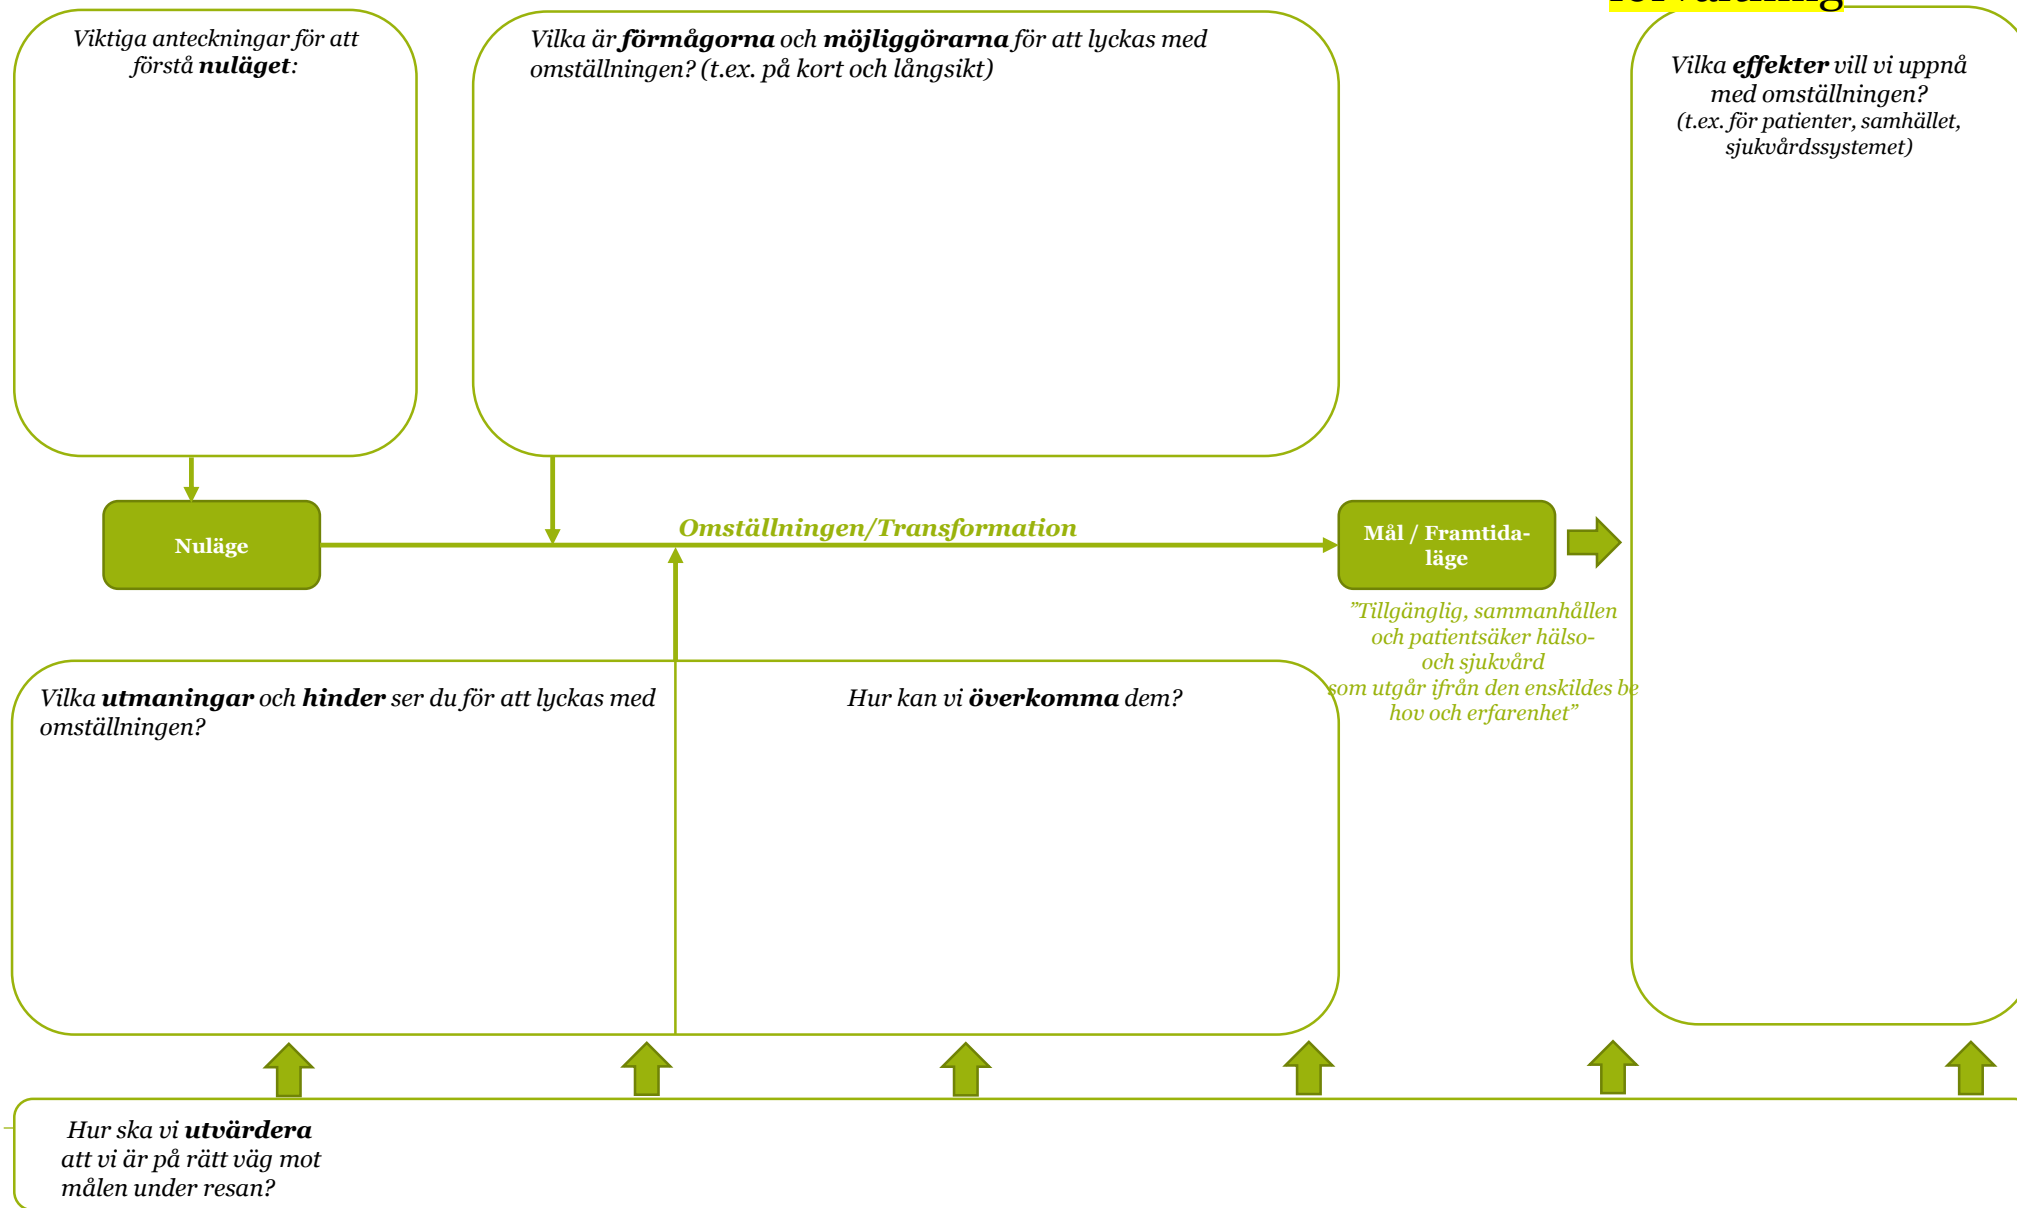 Viktiga anteckningar för att
förstå nuläget:
Vilka är förmågorna och möjliggörarna för att lyckas med
omställningen? (t.ex. på kort och långsikt)
Vilka effekter vill vi uppnå
med omställningen?
(t.ex. för patienter, samhället,
sjukvårdssystemet)
Nuläge
Omställningen/Transformation
Mål / Framtida-
läge
”Tillgänglig, sammanhållen
och patientsäker hälso-
och sjukvård
som utgår ifrån den enskildes be
hov och erfarenhet”
Vilka utmaningar och hinder ser du för att lyckas med
omställningen?
Hur kan vi överkomma dem?
Hur ska vi utvärdera
att vi är på rätt väg mot
målen under resan?